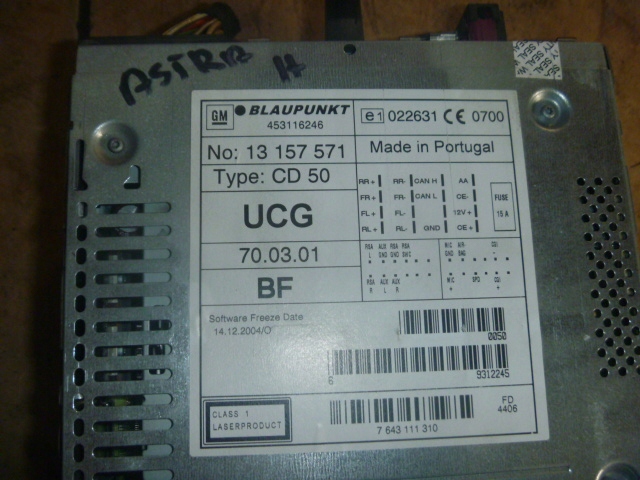 ASTRA H
GM BLAUPUNKT
453116246
e1 022631 CE 0700
No: 13 157 571
Made in Portugal
Type: CD 50
UCG
70.03.01
BF
RR+ RR- CAN H AA
FR+ FR- CAN L OE-
FL+ FL- 12V+
RL+ RL- GND OE+
FUSE
15 A
Software Freeze Date
14.12.2004/O
0050
6 9312245
CLASS 1
LASERPRODUCT
7 643 111 310
FD
4406